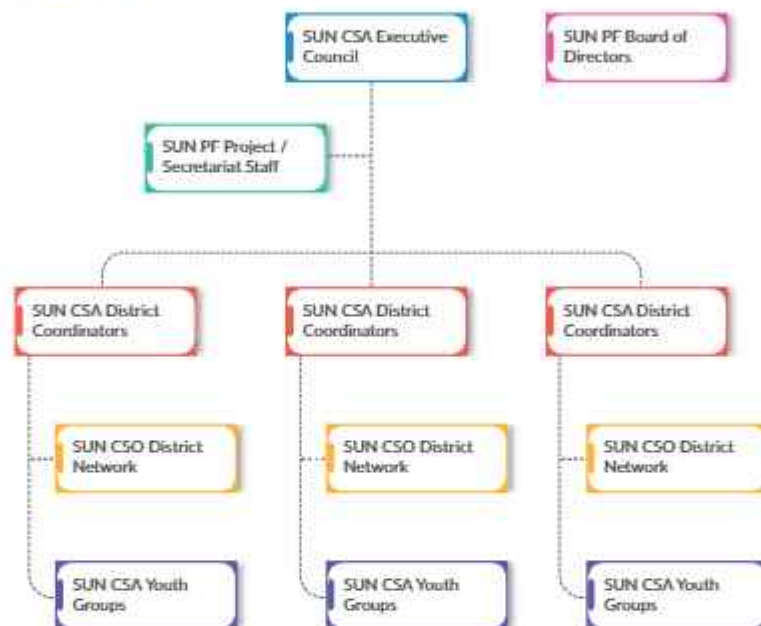 SUN CSA Executive
Council
SUN PF Board of
Directors
SUN PF Project /
Secretariat Staff
SUN CSA District
Coordinators
SUN CSA District
Coordinators
SUN CSA District
Coordinators
SUN CSO District
Network
SUN CSO District
Network
SUN CSO District
Network
SUN CSA Youth
Groups
SUN CSA Youth
Groups
SUN CSA Youth
Groups